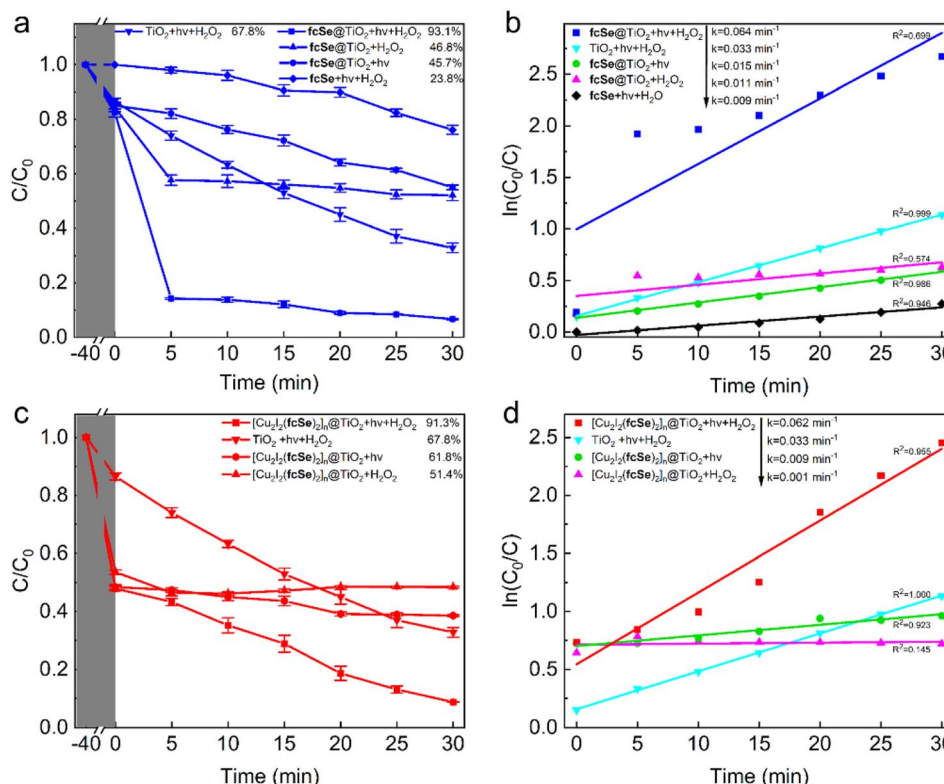 a
TiO₂+hv+H₂O₂ 67.8%
fcSe@TiO₂+hv+H₂O₂ 93.1%
fcSe@TiO₂+H₂O₂ 46.8%
fcSe@TiO₂+hv 45.7%
fcSe+hv+H₂O₂ 23.8%
C/C₀
1.0
0.8
0.6
0.4
0.2
0.0
-40 0 5 10 15 20 25 30
Time (min)
b
fcSe@TiO₂+hv+H₂O₂ k=0.064 min⁻¹
TiO₂+hv+H₂O₂ k=0.033 min⁻¹
fcSe@TiO₂+hv k=0.015 min⁻¹
fcSe@TiO₂+H₂O₂ k=0.011 min⁻¹
fcSe+hv+H₂O k=0.009 min⁻¹
R²=0.699
R²=0.999
R²=0.574
R²=0.986
R²=0.946
ln(C₀/C)
2.5
2.0
1.5
1.0
0.5
0.0
0 5 10 15 20 25 30
Time (min)
c
[Cu₂I₂(fcSe)₂]ₙ@TiO₂+hv+H₂O₂ 91.3%
TiO₂ +hv+H₂O₂ 67.8%
[Cu₂I₂(fcSe)₂]ₙ@TiO₂+hv 61.8%
[Cu₂I₂(fcSe)₂]ₙ@TiO₂+H₂O₂ 51.4%
C/C₀
1.0
0.8
0.6
0.4
0.2
0.0
-40 0 5 10 15 20 25 30
Time (min)
d
[Cu₂I₂(fcSe)₂]ₙ@TiO₂+hv+H₂O₂ k=0.062 min⁻¹
TiO₂ +hv+H₂O₂ k=0.033 min⁻¹
[Cu₂I₂(fcSe)₂]ₙ@TiO₂+hv k=0.009 min⁻¹
[Cu₂I₂(fcSe)₂]ₙ@TiO₂+H₂O₂ k=0.001 min⁻¹
R²=0.955
R²=1.000
R²=0.923
R²=0.145
ln(C₀/C)
2.5
2.0
1.5
1.0
0.5
0.0
0 5 10 15 20 25 30
Time (min)